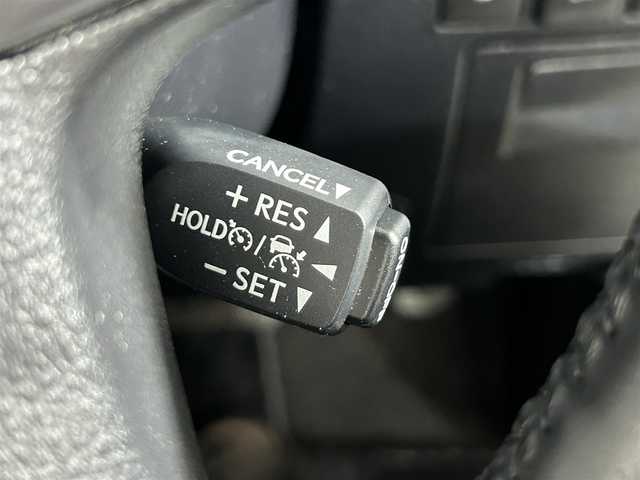 CANCEL
+ RES
HOLD /
– SET